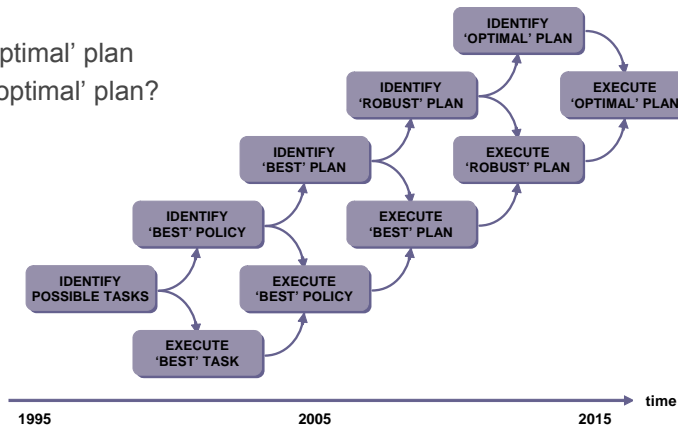 optimal’ plan
optimal’ plan?
IDENTIFY
‘OPTIMAL’ PLAN
IDENTIFY
‘ROBUST’ PLAN
EXECUTE
‘OPTIMAL’ PLAN
IDENTIFY
‘BEST’ PLAN
EXECUTE
‘ROBUST’ PLAN
IDENTIFY
‘BEST’ POLICY
EXECUTE
‘BEST’ PLAN
IDENTIFY
POSSIBLE TASKS
EXECUTE
‘BEST’ POLICY
EXECUTE
‘BEST’ TASK
time
1995
2005
2015